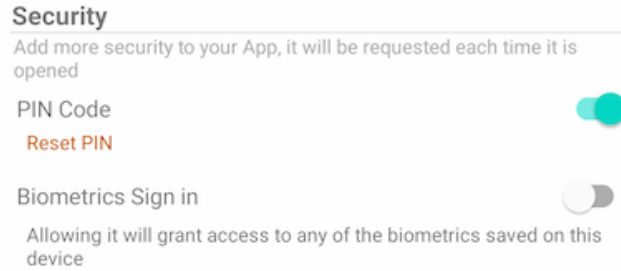 Security
Add more security to your App, it will be requested each time it is
opened
PIN Code
Reset PIN
Biometrics Sign in
Allowing it will grant access to any of the biometrics saved on this
device